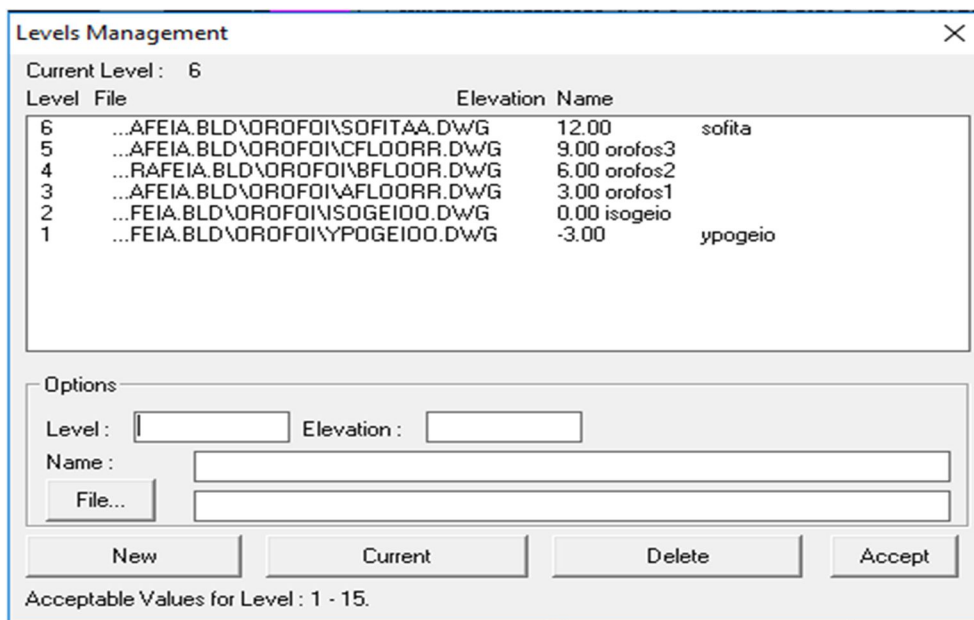 Levels Management
Current Level : 6
Level File Elevation Name
6 ...AFEIA.BLD\OROFOI\SOFITAA.DWG 12.00 sofita
5 ...AFEIA.BLD\OROFOI\CFLOORR.DWG 9.00 orofos3
4 ...RAFEIA.BLD\OROFOI\BFLOORR.DWG 6.00 orofos2
3 ...AFEIA.BLD\OROFOI\AFLOORR.DWG 3.00 orofos1
2 ...FEIA.BLD\OROFOI\ISOGEIOO.DWG 0.00 isogeio
1 ...FEIA.BLD\OROFOI\YPOGEIOO.DWG -3.00 ypogeio
Options
Level : Elevation :
Name :
File...
New Current Delete Accept
Acceptable Values for Level : 1 - 15.